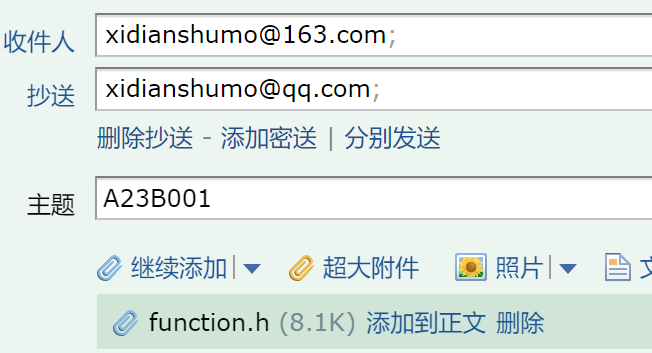 收件人 xidianshumo@163.com;
抄送 xidianshumo@qq.com;
删除抄送 - 添加密送 | 分别发送
主题 A23B001
继续添加 | 超大附件 照片 |
function.h (8.1K) 添加到正文 删除